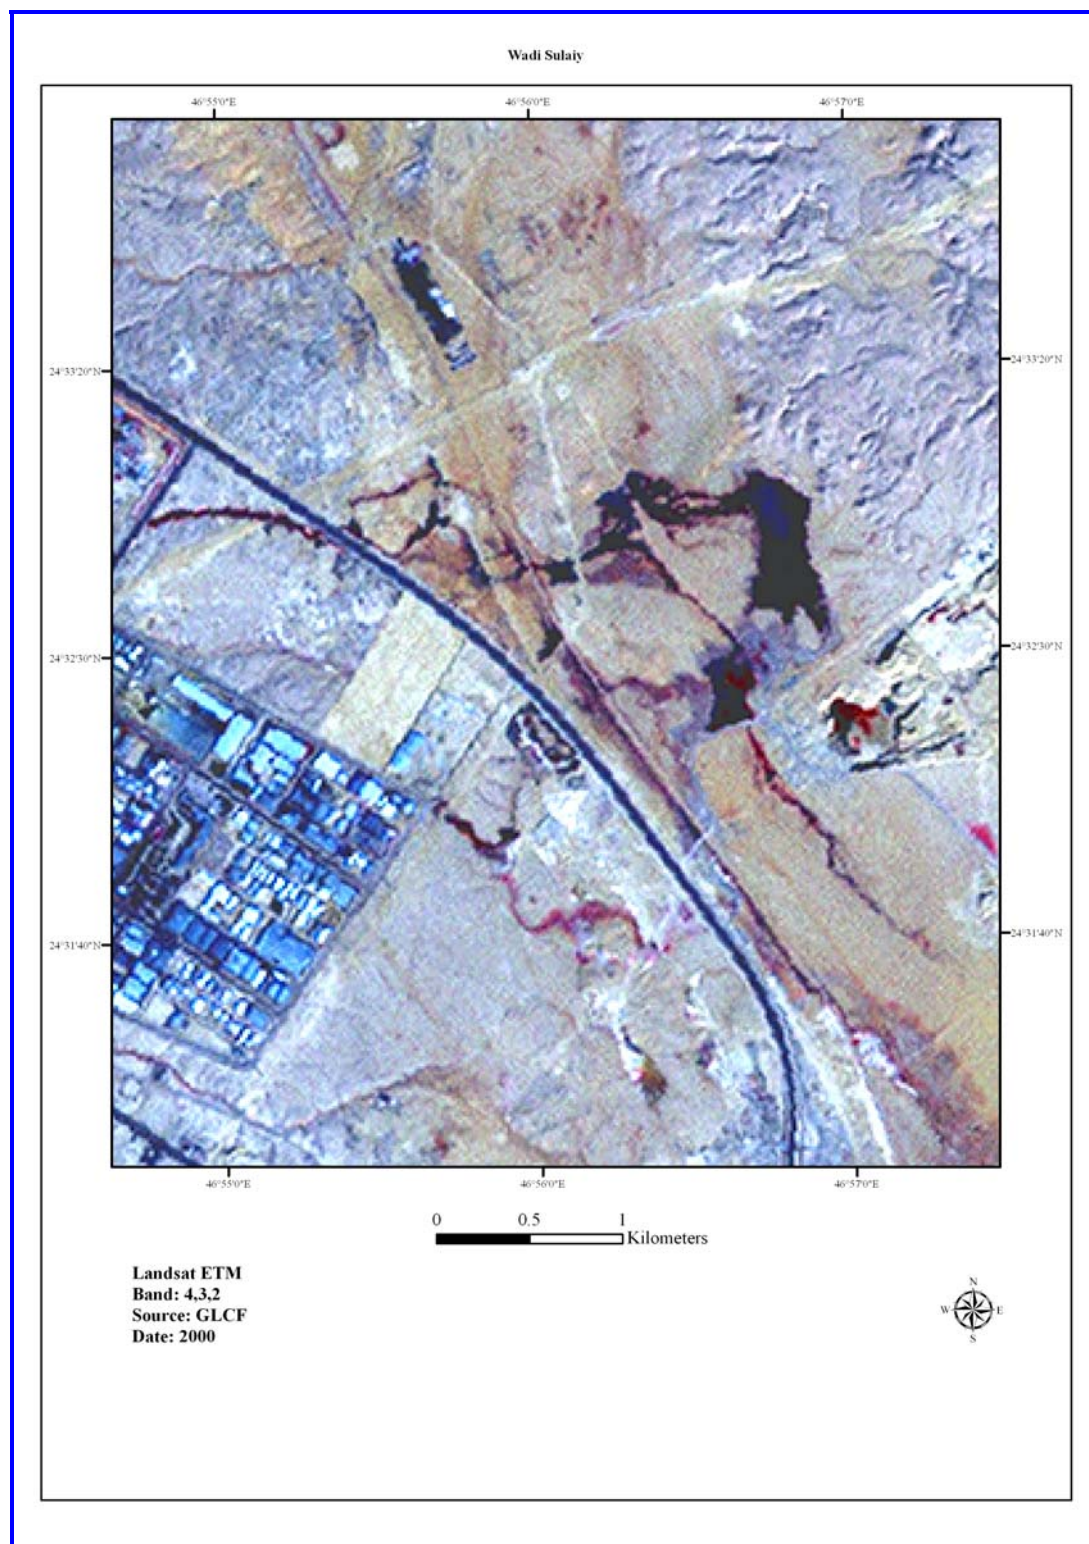 Wadi Sulaiy
46°55'0"E 46°56'0"E 46°57'0"E
24°33'20"N 24°33'20"N
24°32'30"N 24°32'30"N
24°31'40"N 24°31'40"N
46°55'0"E 46°56'0"E 46°57'0"E
0 0.5 1
Kilometers
Landsat ETM
Band: 4,3,2
Source: GLCF
Date: 2000
N
W E
S